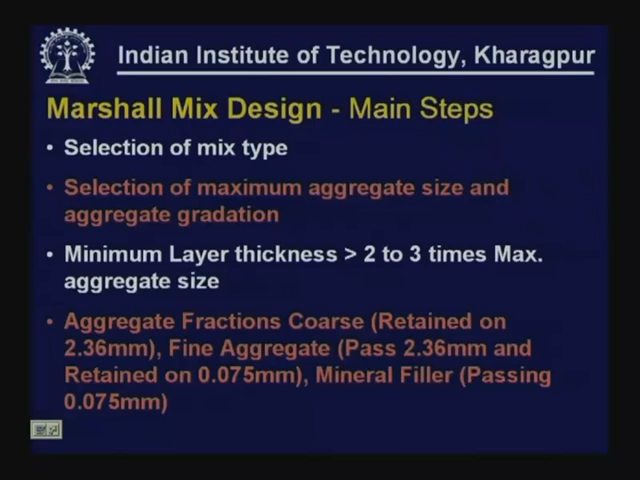 Indian Institute of Technology, Kharagpur
Marshall Mix Design - Main Steps
• Selection of mix type
• Selection of maximum aggregate size and
aggregate gradation
• Minimum Layer thickness > 2 to 3 times Max.
aggregate size
• Aggregate Fractions Coarse (Retained on
2.36mm), Fine Aggregate (Pass 2.36mm and
Retained on 0.075mm), Mineral Filler (Passing
0.075mm)